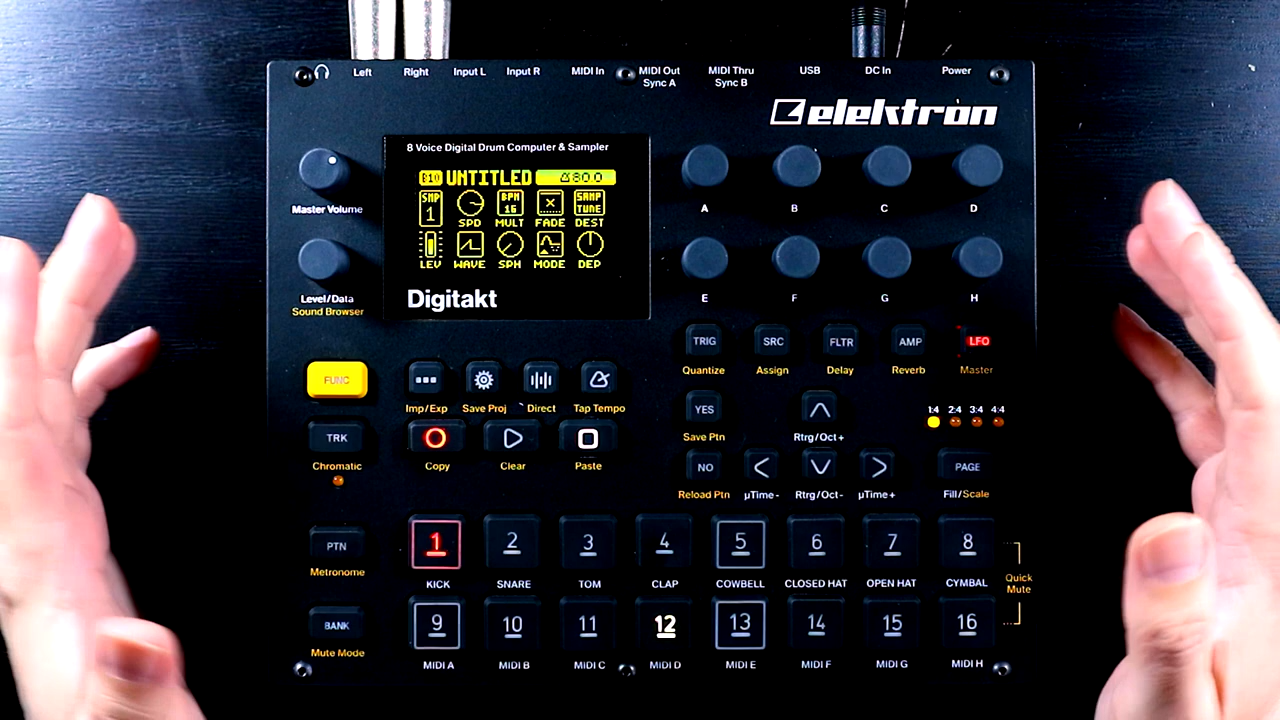 Left Right Input L Input R MIDI In MIDI Out MIDI Thru USB DC In Power
Sync A Sync B
elektron
8 Voice Digital Drum Computer & Sampler
UNTITLED
SMP 1 SPD BPM 16 MULT FADE SAMP TUNE DEST
LEV WAVE SPH MODE DEP
Digitakt
Master Volume
Level/Data
Sound Browser
A B C D
E F G H
TRIG SRC FLTR AMP LFO
Quantize Assign Delay Reverb Master
FUNC
Imp/Exp Save Proj Direct Tap Tempo
YES
Save Ptn Rtrg/Oct +
1:4 2:4 3:4 4:4
TRK
Chromatic
Copy Clear Paste
NO PAGE
Reload Ptn µTime- Rtrg/Oct- µTime+ Fill/Scale
PTN
Metronome
1 2 3 4 5 6 7 8
KICK SNARE TOM CLAP COWBELL CLOSED HAT OPEN HAT CYMBAL
Quick
Mute
BANK
Mute Mode
9 10 11 12 13 14 15 16
MIDI A MIDI B MIDI C MIDI D MIDI E MIDI F MIDI G MIDI H